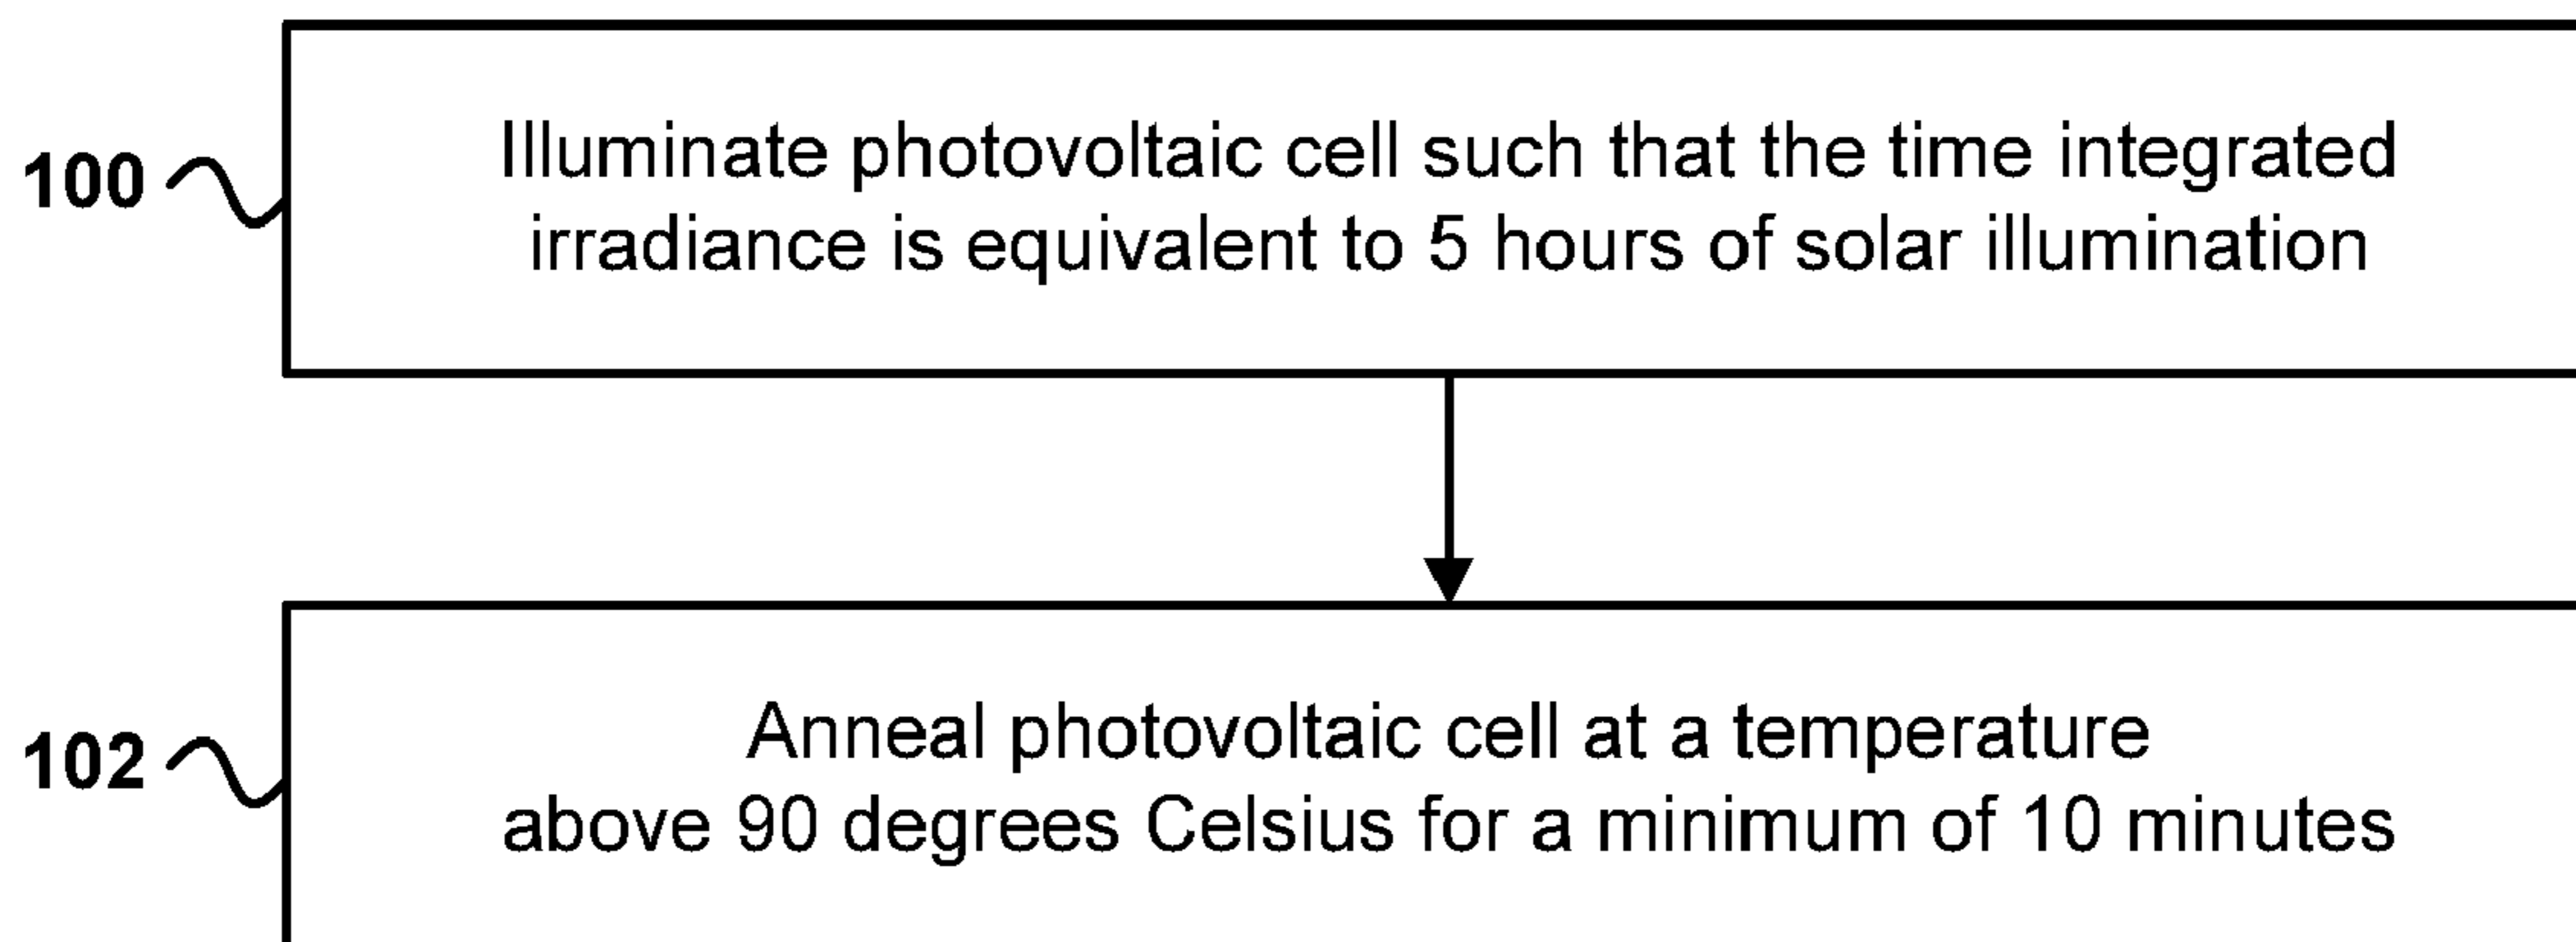 100
Illuminate photovoltaic cell such that the time integrated
irradiance is equivalent to 5 hours of solar illumination
102
Anneal photovoltaic cell at a temperature
above 90 degrees Celsius for a minimum of 10 minutes